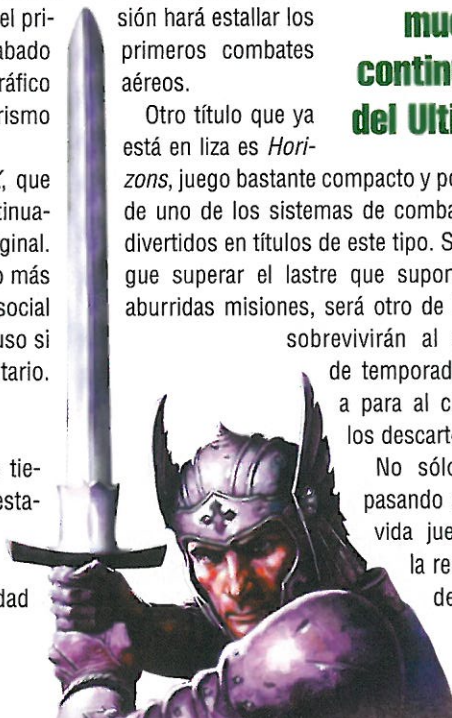 el pri-
abado
ráfico
rismo
, que
tinua-
ginal.
o más
social
uso si
tario.
tie-
esta-
dad
sión hará estallar los
primeros combates
aéreos.
Otro título que ya
está en liza es Hori-
zons, juego bastante compacto y po
de uno de los sistemas de comba
divertidos en títulos de este tipo. S
gue superar el lastre que supor
aburridas misiones, será otro de
sobrevivirán al
de temporad
a para al c
los descart
No sólo
pasando
vida jue
la re
de
mue
contin
del Ulti